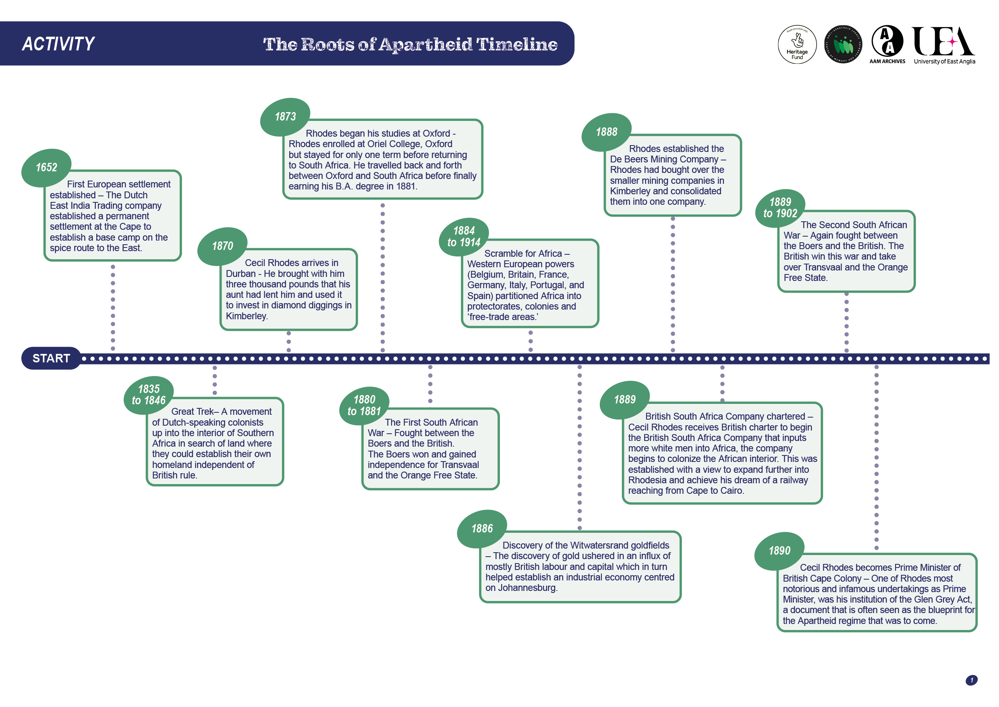 ACTIVITY
The Roots of Apartheid Timeline
Made possible with
Heritage
Fund
ANTI-APARTHEID LEGACY
CENTRE OF MEMORY AND LEARNING
A
A
AAM ARCHIVES
UEA
University of East Anglia
1652
First European settlement
established – The Dutch
East India Trading company
established a permanent
settlement at the Cape to
establish a base camp on the
spice route to the East.
1870
Cecil Rhodes arrives in
Durban - He brought with him
three thousand pounds that his
aunt had lent him and used it
to invest in diamond diggings in
Kimberley.
1873
Rhodes began his studies at Oxford -
Rhodes enrolled at Oriel College, Oxford
but stayed for only one term before returning
to South Africa. He travelled back and forth
between Oxford and South Africa before finally
earning his B.A. degree in 1881.
1884
to 1914
Scramble for Africa –
Western European powers
(Belgium, Britain, France,
Germany, Italy, Portugal, and
Spain) partitioned Africa into
protectorates, colonies and
‘free-trade areas.’
1888
Rhodes established the
De Beers Mining Company –
Rhodes had bought over the
smaller mining companies in
Kimberley and consolidated
them into one company.
1889
to 1902
The Second South African
War – Again fought between
the Boers and the British. The
British win this war and take
over Transvaal and the Orange
Free State.
START
1835
to 1846
Great Trek– A movement
of Dutch-speaking colonists
up into the interior of Southern
Africa in search of land where
they could establish their own
homeland independent of
British rule.
1880
to 1881
The First South African
War – Fought between the
Boers and the British.
The Boers won and gained
independence for Transvaal
and the Orange Free State.
1886
Discovery of the Witwatersrand goldfields
– The discovery of gold ushered in an influx of
mostly British labour and capital which in turn
helped establish an industrial economy centred
on Johannesburg.
1889
British South Africa Company chartered –
Cecil Rhodes receives British charter to begin
the British South Africa Company that inputs
more white men into Africa, the company
begins to colonize the African interior. This was
established with a view to expand further into
Rhodesia and achieve his dream of a railway
reaching from Cape to Cairo.
1890
Cecil Rhodes becomes Prime Minister of
British Cape Colony – One of Rhodes most
notorious and infamous undertakings as Prime
Minister, was his institution of the Glen Grey Act,
a document that is often seen as the blueprint for
the Apartheid regime that was to come.
1